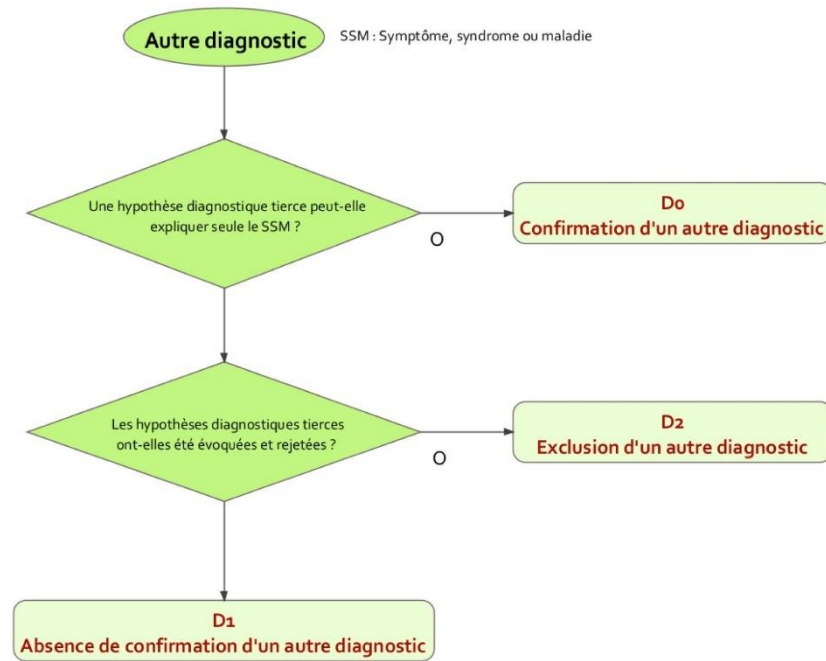 Autre diagnostic
SSM : Symptôme, syndrome ou maladie
Une hypothèse diagnostique tierce peut-elle
expliquer seule le SSM ?
O
D0
Confirmation d'un autre diagnostic
Les hypothèses diagnostiques tierces
ont-elles été évoquées et rejetées ?
O
D2
Exclusion d'un autre diagnostic
D1
Absence de confirmation d'un autre diagnostic